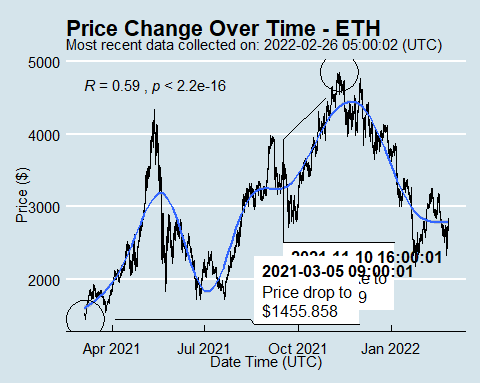 Price Change Over Time - ETH
Most recent data collected on: 2022-02-26 05:00:02 (UTC)
R = 0.59 , p < 2.2e-16
5000
4000
3000
2000
Price ($)
2021-11-10 16:00:01
e to
9
2021-03-05 09:00:01
Price drop to
$1455.858
Apr 2021
Jul 2021
Oct 2021
Jan 2022
Date Time (UTC)